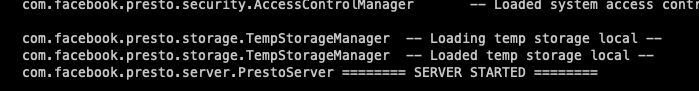 com.facebook.presto.security.AccessControlManager -- Loaded system access contr
com.facebook.presto.storage.TempStorageManager -- Loading temp storage local --
com.facebook.presto.storage.TempStorageManager -- Loaded temp storage local --
com.facebook.presto.server.PrestoServer ======== SERVER STARTED ========